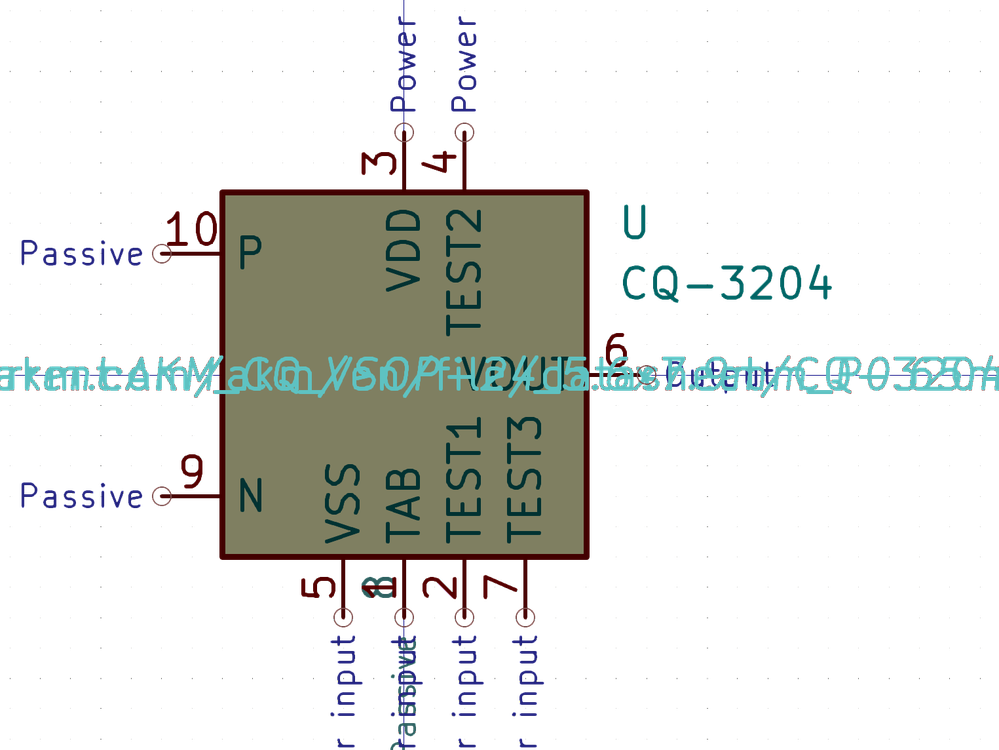 Power
Power
3
4
10
U
Passive
P
VDD
TEST2
CQ-3204
6
VOUT
Output
9
Passive
N
VSS
TAB
TEST1
TEST3
5
1
8
2
7
r input
r input
Passive
r input
r input